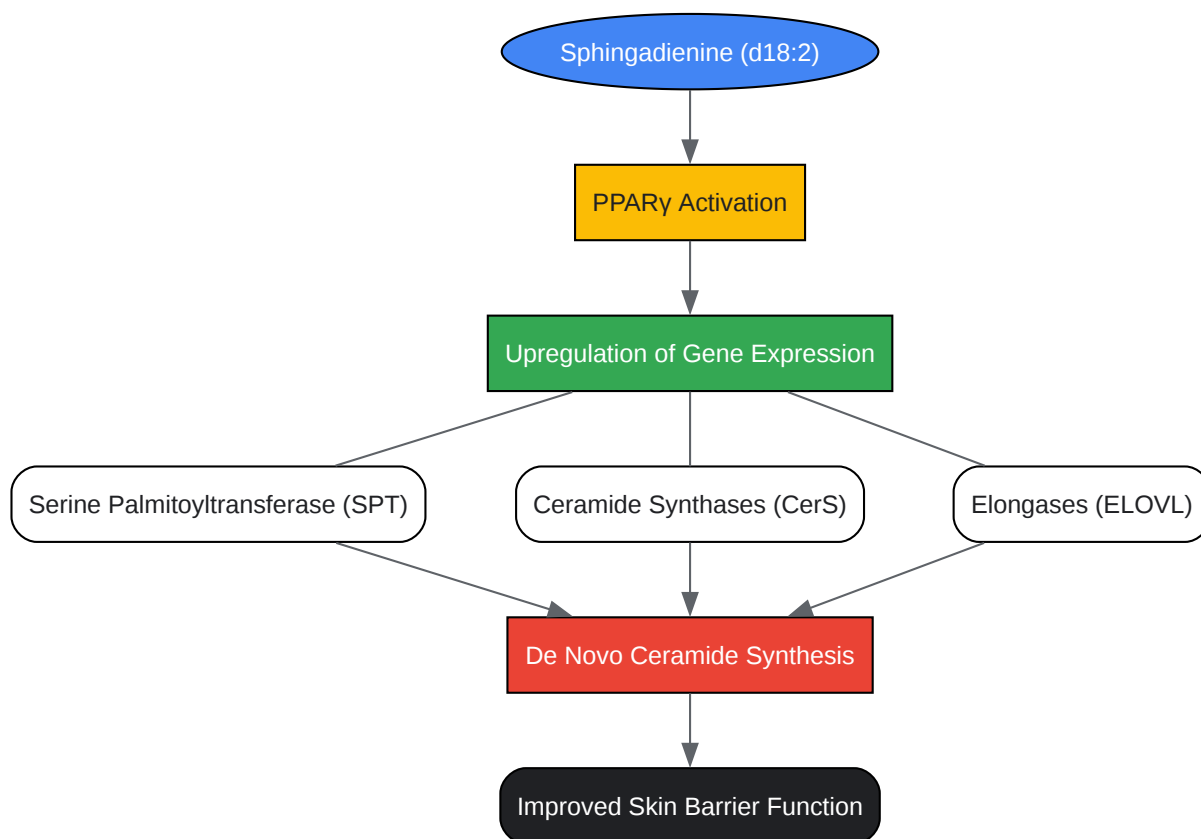 Sphingadienine (d18:2)
PPARγ Activation
Upregulation of Gene Expression
Serine Palmitoyltransferase (SPT)
Ceramide Synthases (CerS)
Elongases (ELOVL)
De Novo Ceramide Synthesis
Improved Skin Barrier Function